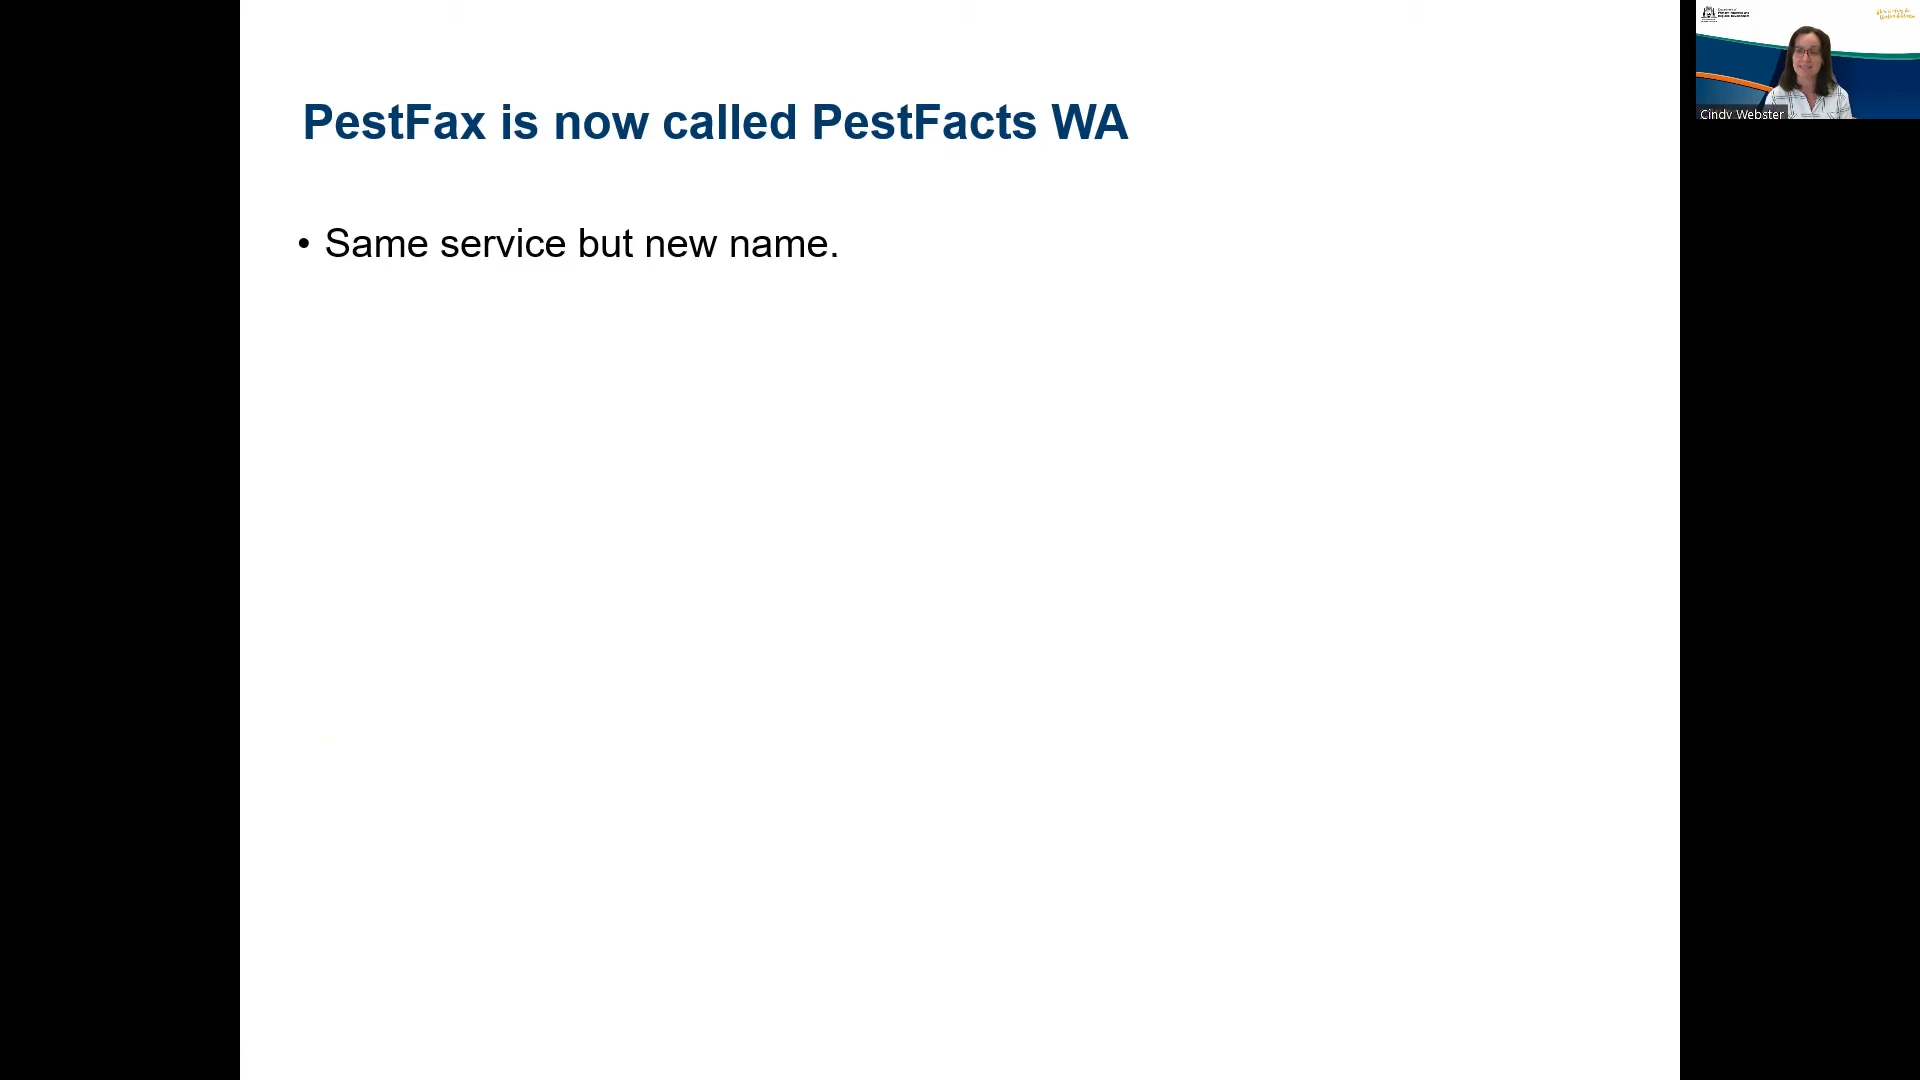 PestFax is now called PestFacts WA
• Same service but new name.
Cindy Webster